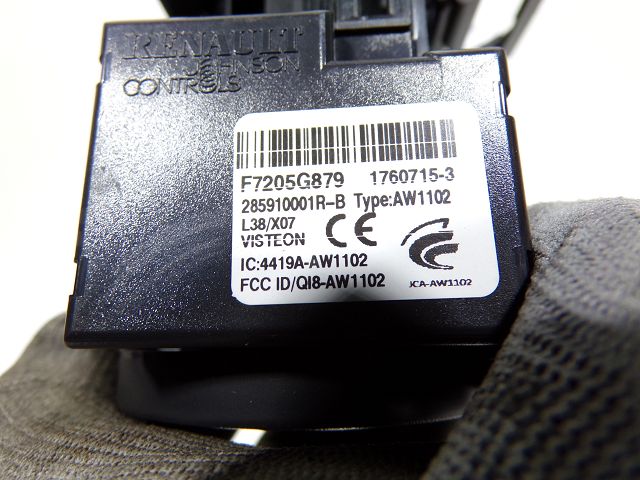 RENAULT
JOHNSON
CONTROLS
F7205G879 1760715-3
285910001R-B Type:AW1102
L38/X07
VISTEON CE
IC:4419A-AW1102
FCC ID/QI8-AW1102
JCA-AW1102